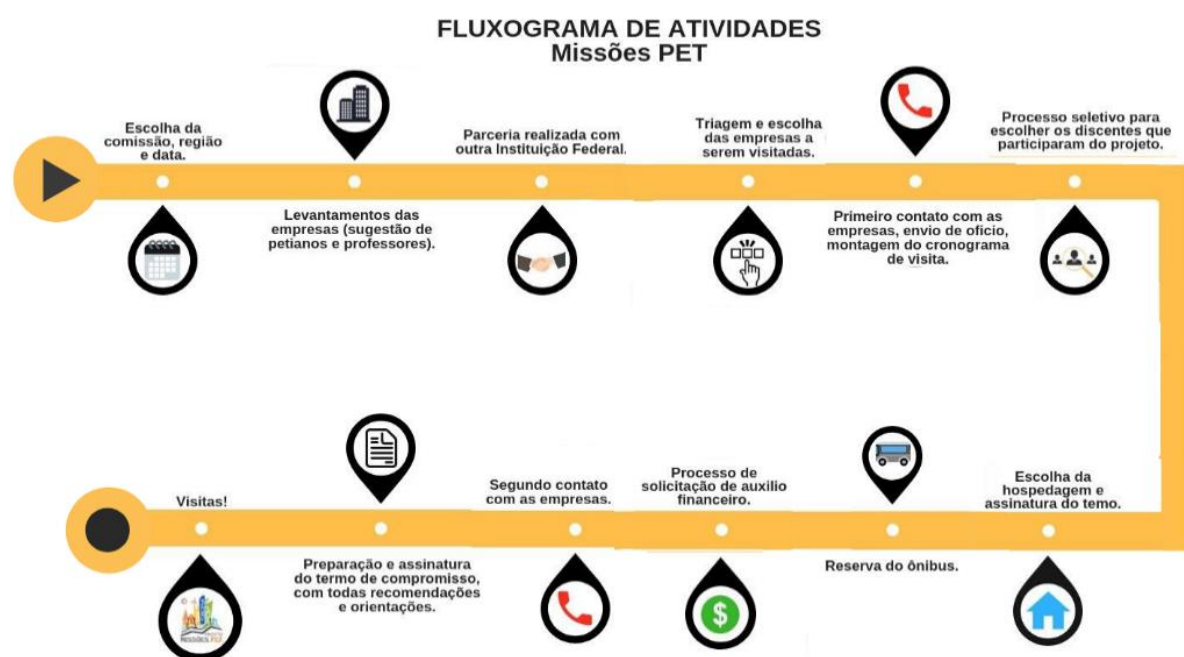 FLUXOGRAMA DE ATIVIDADES
Missões PET
Escolha da
comissão, região
e data.
Levantamentos das
empresas (sugestão de
petianos e professores).
Parceria realizada com
outra Instituição Federal.
Triagem e escolha
das empresas a
serem visitadas.
Primeiro contato com as
empresas, envio de oficio,
montagem do cronograma
de visita.
Processo seletivo para
escolher os discentes que
participaram do projeto.
Escolha da
hospedagem e
assinatura do temo.
Reserva do ônibus.
Processo de
solicitação de auxilio
financeiro.
$
Segundo contato
com as empresas.
Preparação e assinatura
do termo de compromisso,
com todas recomendações
e orientações.
Visitas!
MISSÕES PET